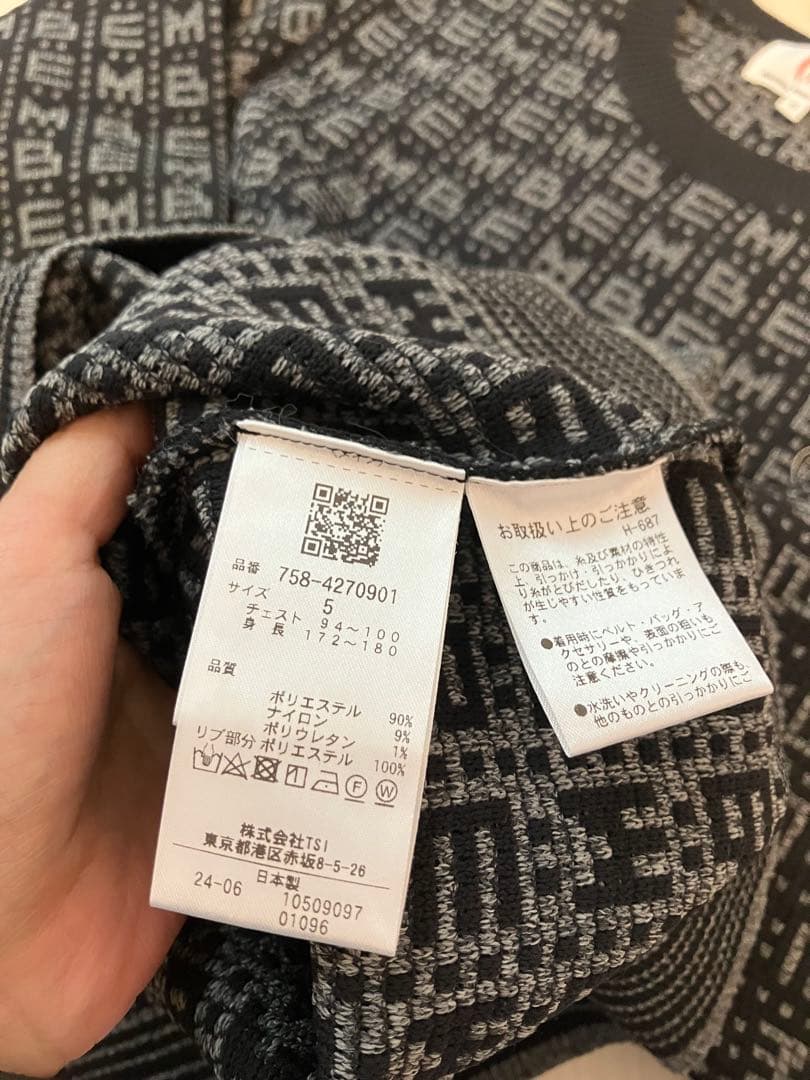 品番 758-4270901
サイズ 5
チェスト 94～100
身長 172～180
品質
ポリエステル 90%
ナイロン 9%
ポリウレタン 1%
リブ部分 ポリエステル 100%
F W
株式会社TSI
東京都港区赤坂8-5-26
日本製
24-06 10509097
01096
お取扱い上のご注意
H-687
この商品は、糸及び素材の特性
上、引っかけ・引っかかりによ
り糸がとびだしたり、ひきつれ
が生じやすい性質をもっていま
す。
●着用時にベルト・バッグ・ア
クセサリーや、表面の粗いも
のとの摩擦や引っかかりにご
注意ください。
●水洗いやクリーニングの際も、
他のものとの引っかかりにご